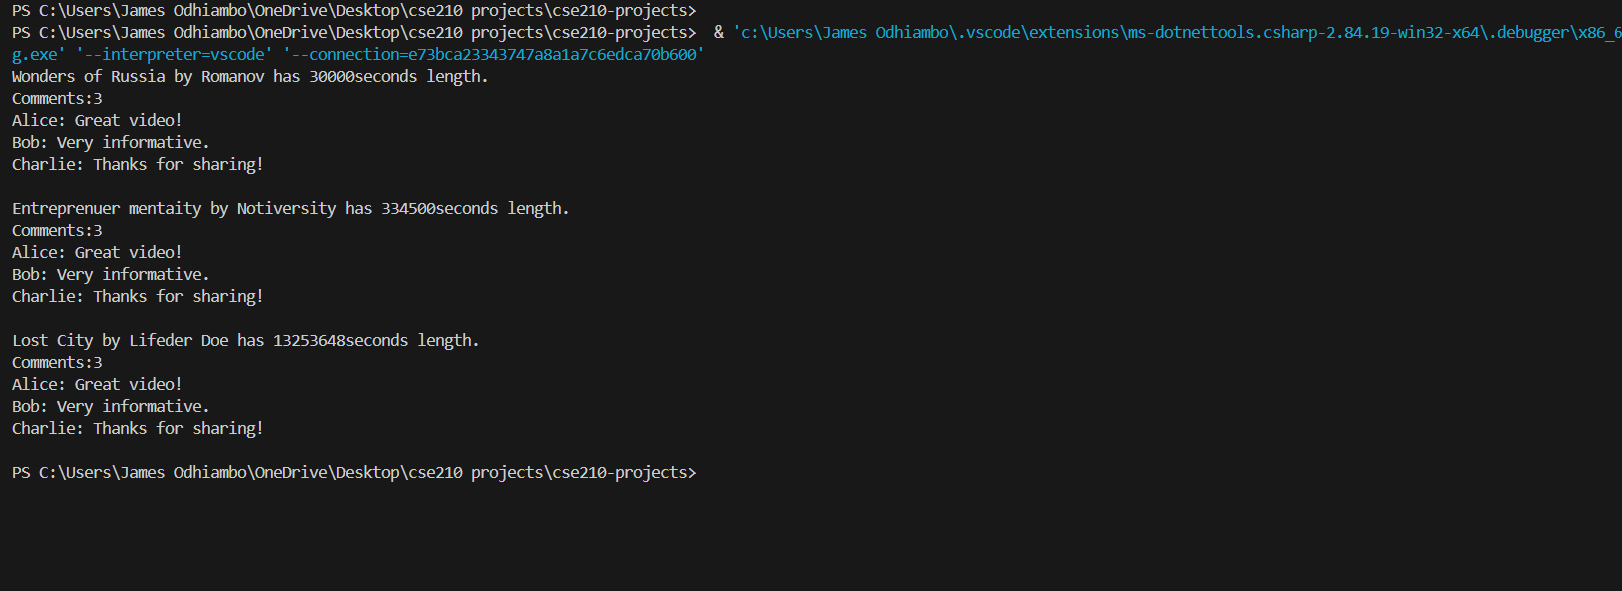 PS C:\Users\James Odhiambo\OneDrive\Desktop\cse210 projects\cse210-projects>
PS C:\Users\James Odhiambo\OneDrive\Desktop\cse210 projects\cse210-projects>  & 'c:\Users\James Odhiambo\.vscode\extensions\ms-dotnettools.csharp-2.84.19-win32-x64\.debugger\x86_6
g.exe' '--interpreter=vscode' '--connection=e73bca23343747a8a1a7c6edca70b600'
Wonders of Russia by Romanov has 30000seconds length.
Comments:3
Alice: Great video!
Bob: Very informative.
Charlie: Thanks for sharing!
Entreprenuer mentaity by Notiversity has 334500seconds length.
Comments:3
Alice: Great video!
Bob: Very informative.
Charlie: Thanks for sharing!
Lost City by Lifeder Doe has 13253648seconds length.
Comments:3
Alice: Great video!
Bob: Very informative.
Charlie: Thanks for sharing!
PS C:\Users\James Odhiambo\OneDrive\Desktop\cse210 projects\cse210-projects>